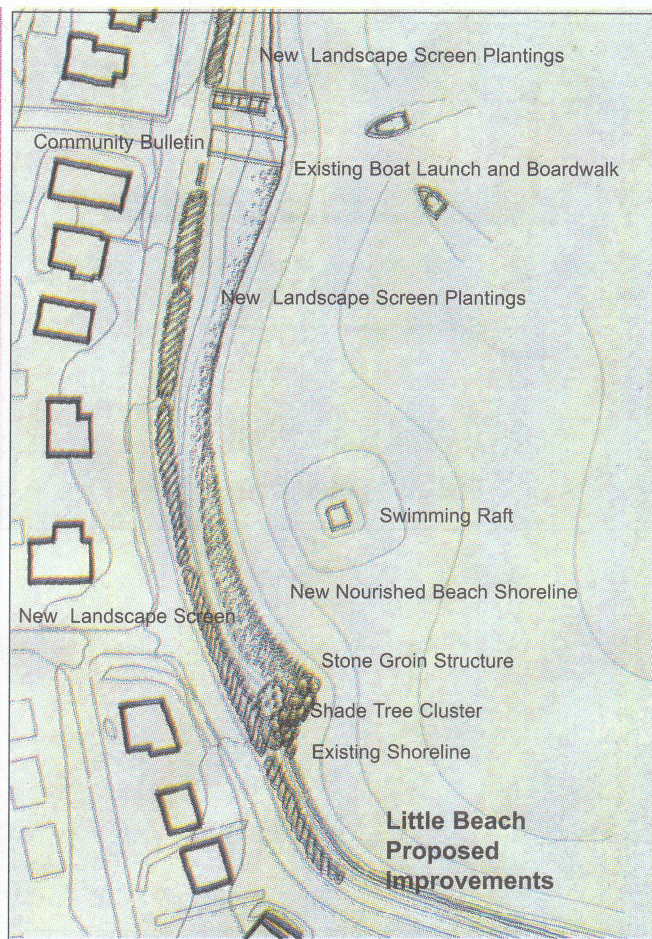 New Landscape Screen Plantings
Community Bulletin
Existing Boat Launch and Boardwalk
New Landscape Screen Plantings
Swimming Raft
New Nourished Beach Shoreline
New Landscape Screen
Stone Groin Structure
Shade Tree Cluster
Existing Shoreline
Little Beach
Proposed
Improvements